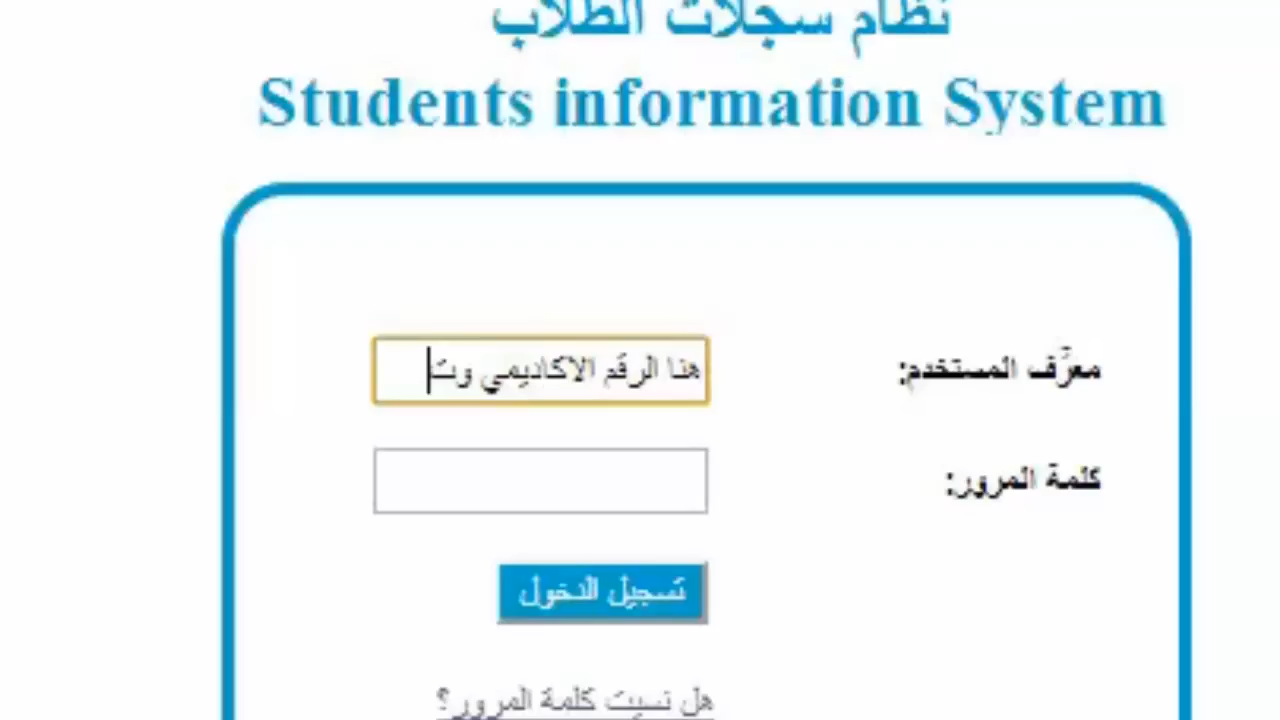 نظام سجلات الطلاب
Students information System
معرَّف المستخدم: هنا الرقم الاكاديمي وت
كلمة المرور:
تسجيل الدخول
هل نسيت كلمة المرور؟